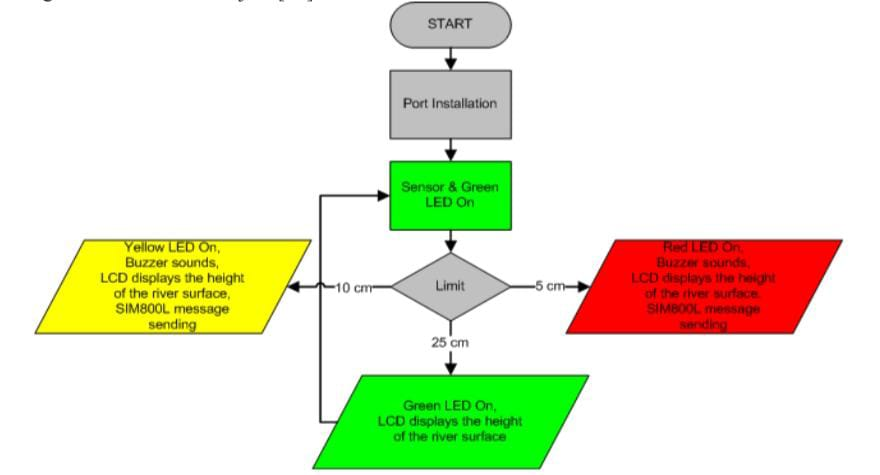 START
Port Installation
Sensor & Green
LED On
Yellow LED On,
Buzzer sounds,
LCD displays the height
of the river surface,
SIM800L message
sending
10 cm
Limit
5 cm
Red LED On,
Buzzer sounds,
LCD displays the height
of the river surface.
SIM800L message
sending
25 cm
Green LED On,
LCD displays the height
of the river surface